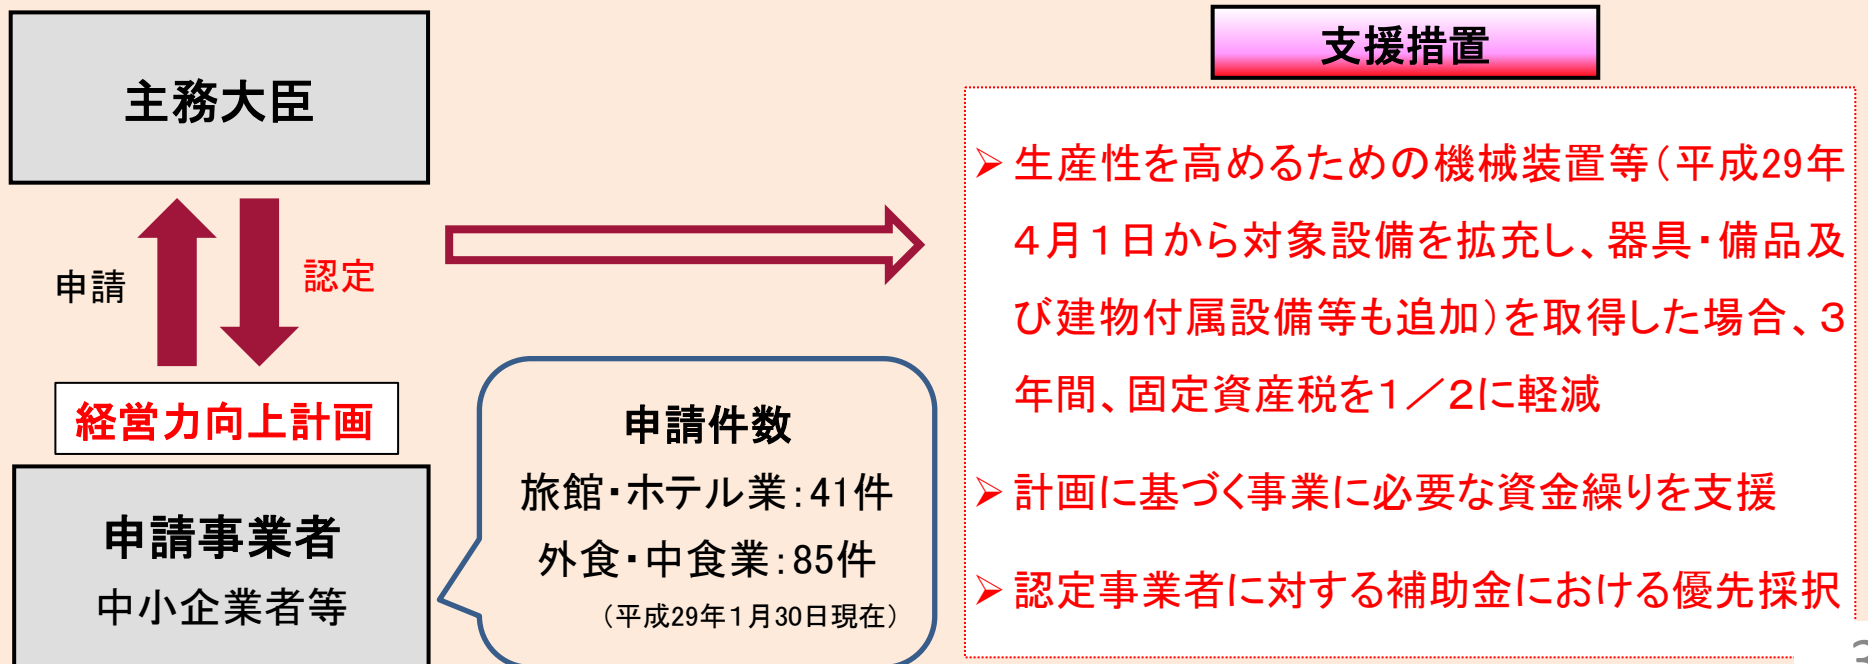 主務大臣
申請
認定
経営力向上計画
申請事業者
中小企業者等
申請件数
旅館・ホテル業：41件
外食・中食業：85件
（平成29年１月30日現在）
支援措置
➢ 生産性を高めるための機械装置等（平成29年
４月１日から対象設備を拡充し、器具・備品及
び建物付属設備等も追加）を取得した場合、３
年間、固定資産税を１／２に軽減
➢ 計画に基づく事業に必要な資金繰りを支援
➢ 認定事業者に対する補助金における優先採択